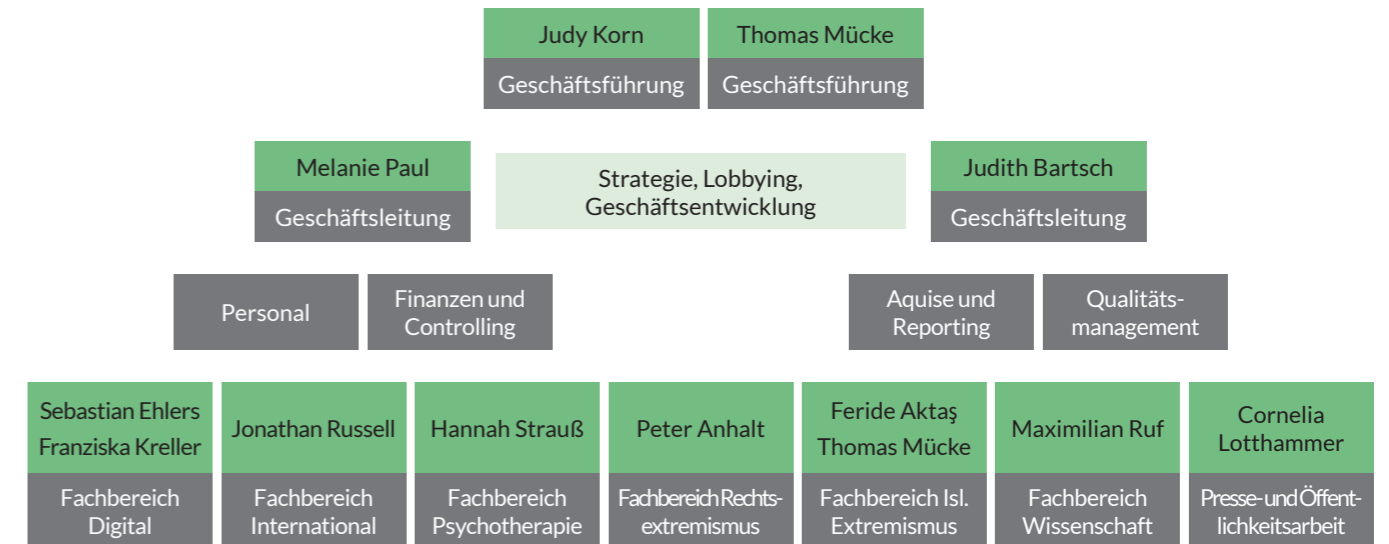 Judy Korn
Geschäftsführung
Thomas Mücke
Geschäftsführung
Melanie Paul
Geschäftsleitung
Strategie, Lobbying,
Geschäftsentwicklung
Judith Bartsch
Geschäftsleitung
Personal
Finanzen und
Controlling
Aquise und
Reporting
Qualitäts-
management
Sebastian Ehlers
Franziska Kreller
Fachbereich
Digital
Jonathan Russell
Fachbereich
International
Hannah Strauß
Fachbereich
Psychotherapie
Peter Anhalt
Fachbereich Rechts-
extremismus
Feride Aktaş
Thomas Mücke
Fachbereich Isl.
Extremismus
Maximilian Ruf
Fachbereich
Wissenschaft
Cornelia
Lotthammer
Presse- und Öffent-
lichkeitsarbeit